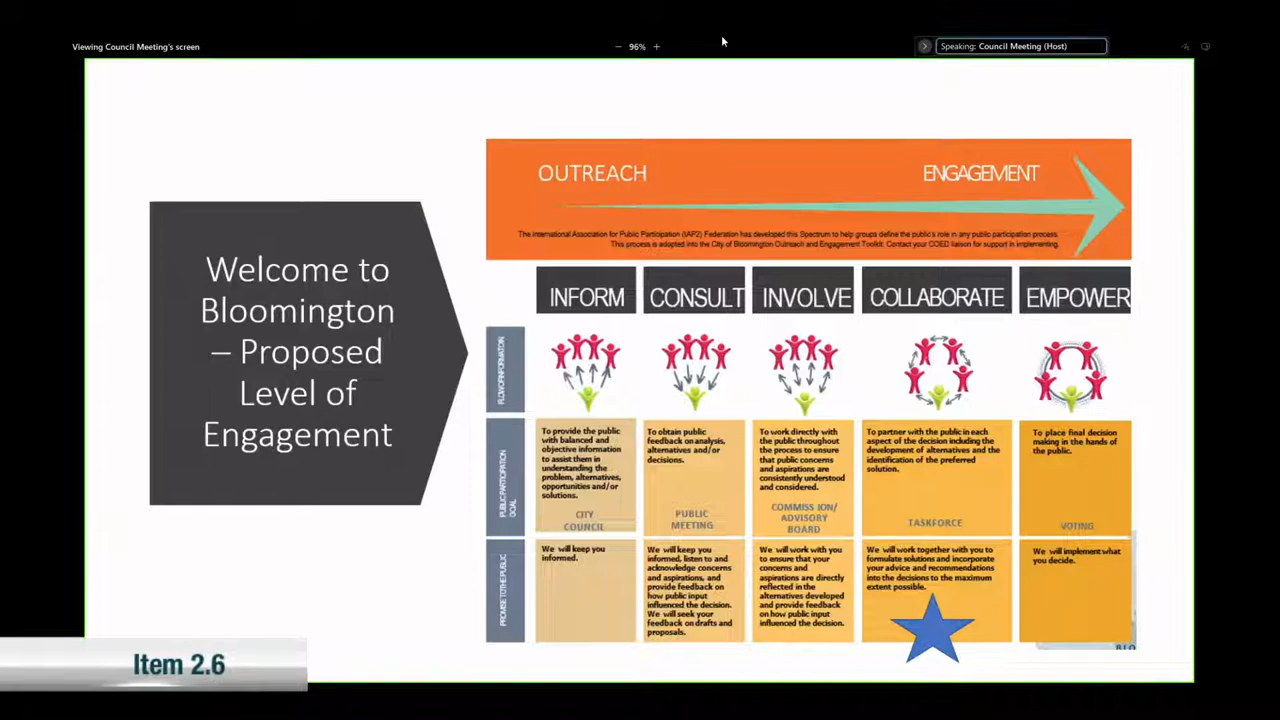 Viewing Council Meeting's screen
96%
Speaking: Council Meeting (Host)
Welcome to
Bloomington
– Proposed
Level of
Engagement
OUTREACH
ENGAGEMENT
The International Association for Public Participation (IAP2) Federation has developed this Spectrum to help groups define the public's role in any public participation process.
This process is adopted into the City of Bloomington Outreach and Engagement Toolkit. Contact your COED liaison for support in implementing.
INFORM
CONSULT
INVOLVE
COLLABORATE
EMPOWER
FLOW OF INFORMATION
PUBLIC PARTICIPATION
GOAL
To provide the public
with balanced and
objective information
to assist them in
understanding the
problem, alternatives,
opportunities and/or
solutions.
CITY
COUNCIL
To obtain public
feedback on analysis,
alternatives and/or
decisions.
PUBLIC
MEETING
To work directly with
the public throughout
the process to ensure
that public concerns
and aspirations are
consistently understood
and considered.
COMMISS ION/
ADVISORY
BOARD
To partner with the public in each
aspect of the decision including the
development of alternatives and the
identification of the preferred
solution.
TASKFORCE
To place final decision
making in the hands of
the public.
VOTING
PROMISE TO THE PUBLIC
We will keep you
informed.
We will keep you
informed, listen to and
acknowledge concerns
and aspirations, and
provide feedback on
how public input
influenced the decision.
We will seek your
feedback on drafts and
proposals.
We will work with you
to ensure that your
concerns and
aspirations are directly
reflected in the
alternatives developed
and provide feedback
on how public input
influenced the decision.
We will work together with you to
formulate solutions and incorporate
your advice and recommendations
into the decisions to the maximum
extent possible.
We will implement what
you decide.
Item 2.6